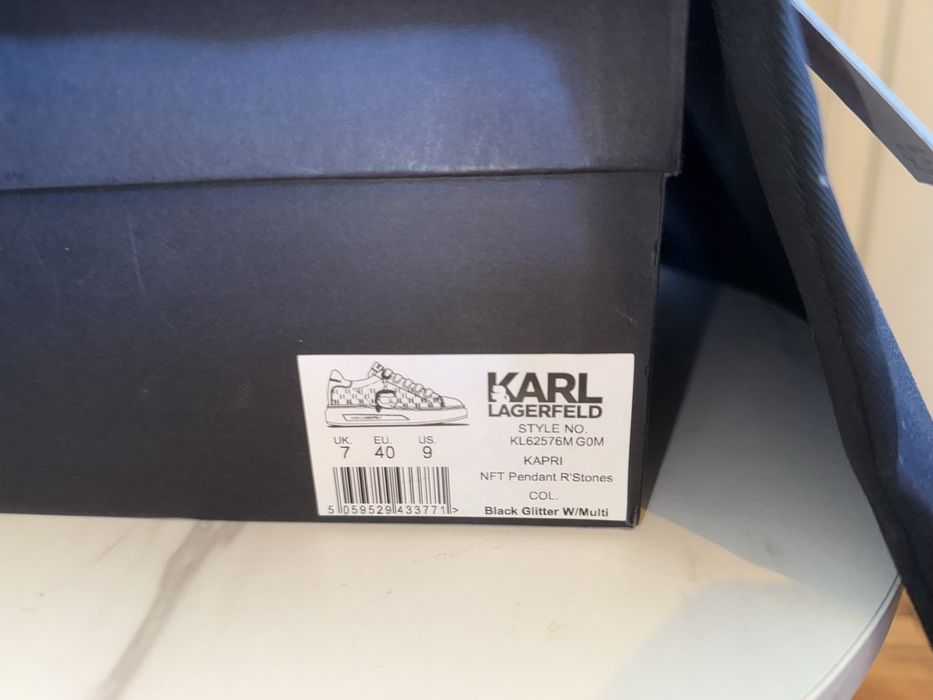 KARL
LAGERFELD
STYLE NO.
KL62576M G0M
KAPRI
NFT Pendant R'Stones
COL.
Black Glitter W/Multi
UK. EU. US.
7 40 9
5 059529 433771 >